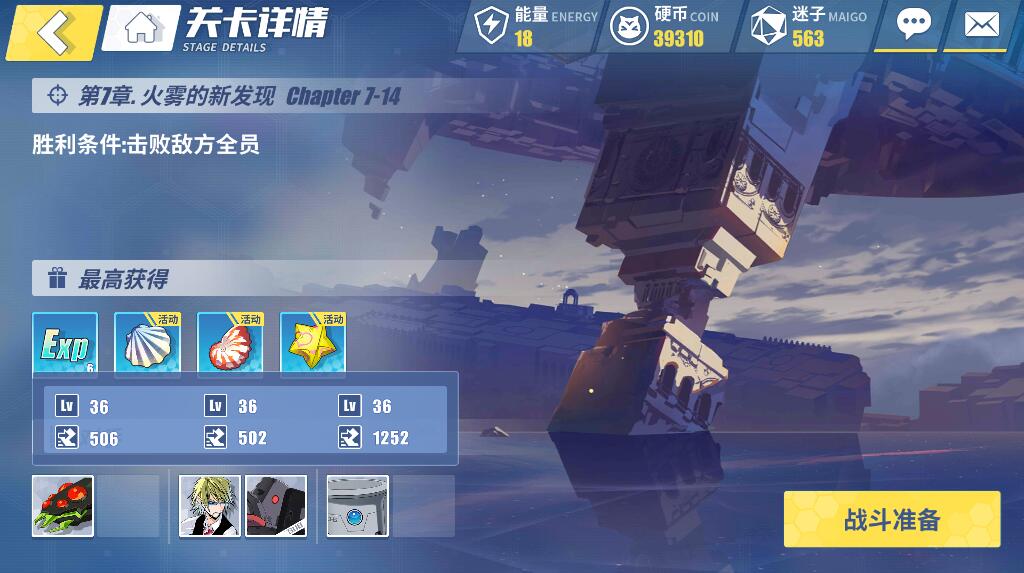 关卡详情
STAGE DETAILS
能量 ENERGY
18
硬币 COIN
39310
迷子 MAIGO
563
第7章. 火雾的新发现 Chapter 7-14
胜利条件:击败敌方全员
最高获得
Exp 6
活动
活动
活动
Lv 36
Lv 36
Lv 36
506
502
1252
战斗准备